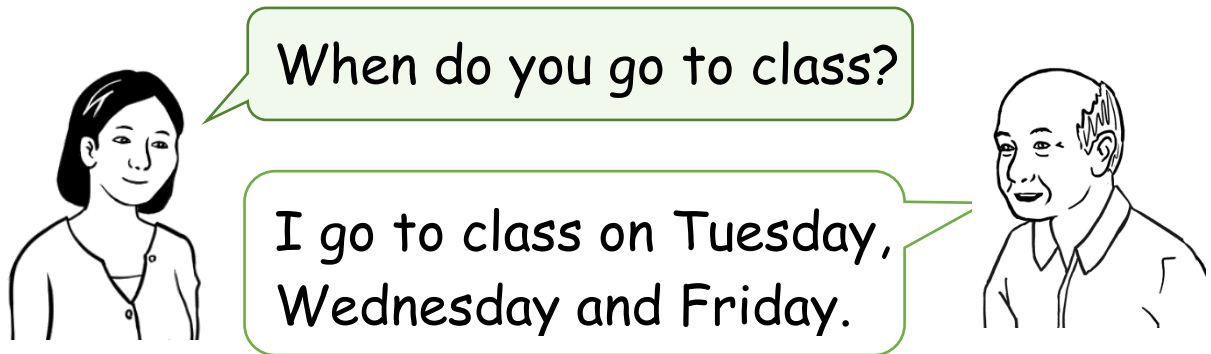 When do you go to class?
I go to class on Tuesday,
Wednesday and Friday.